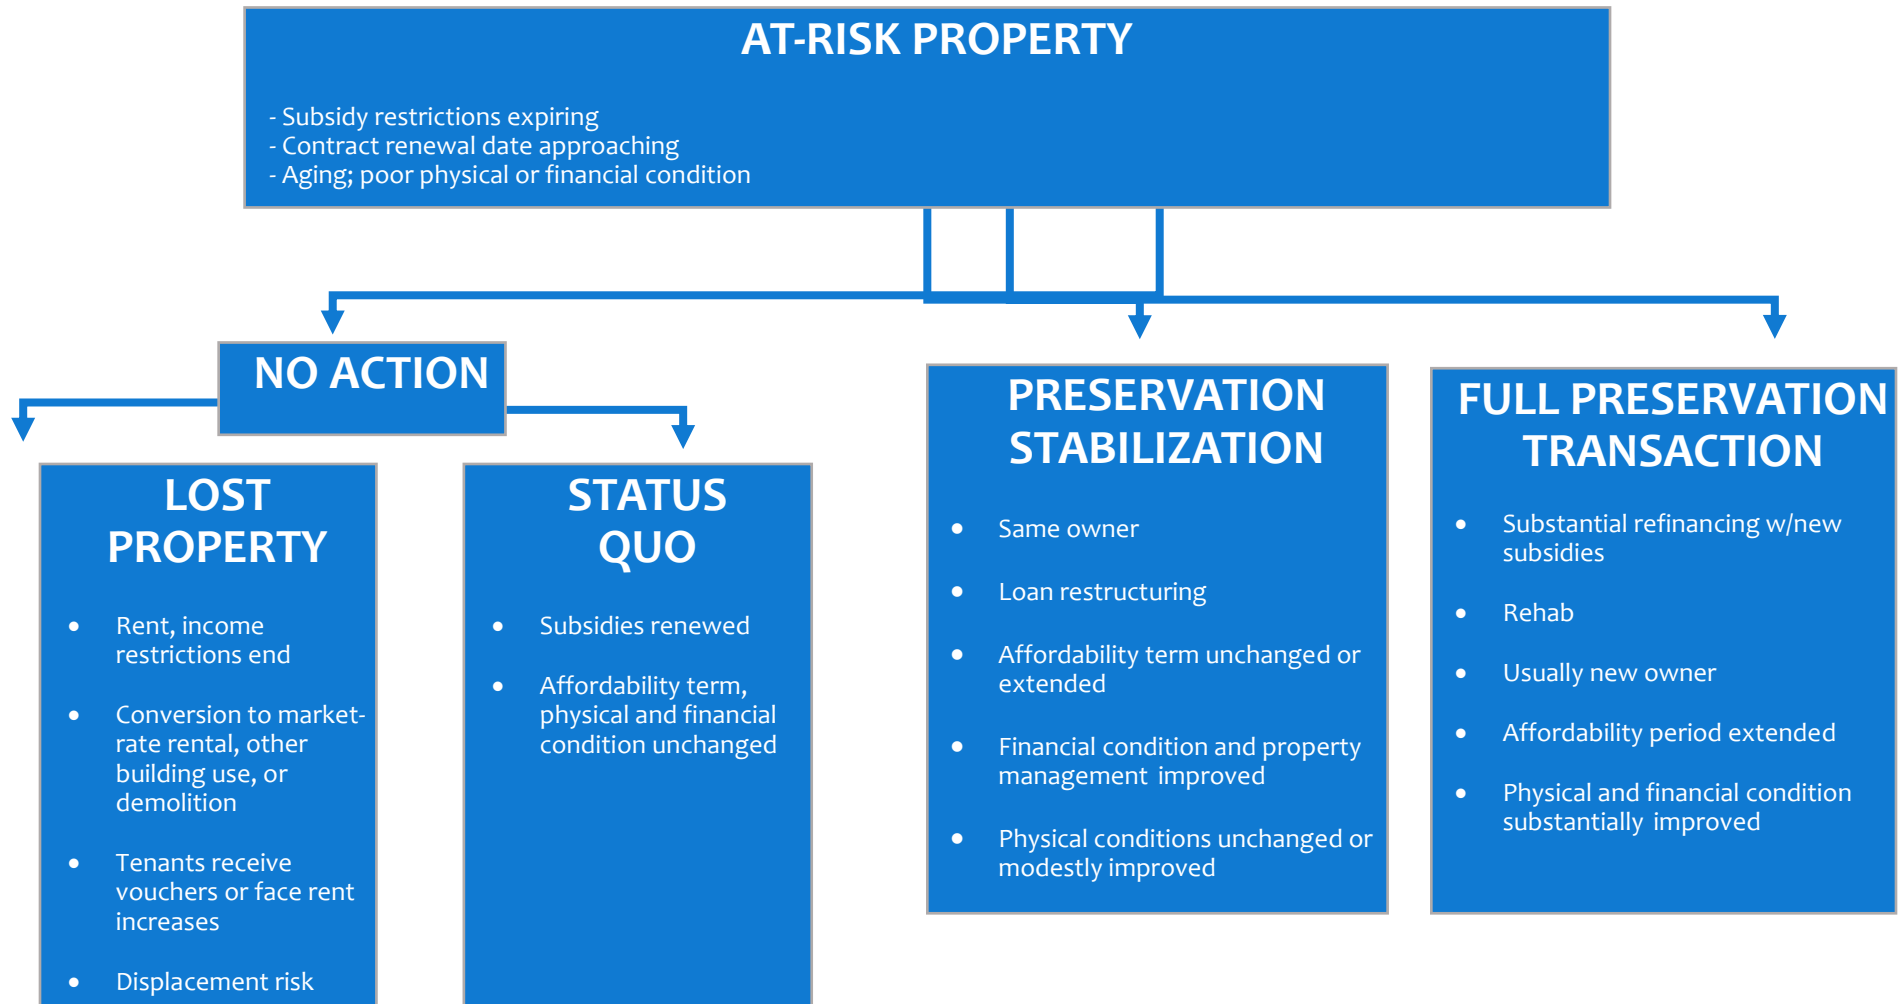 AT-RISK PROPERTY
- Subsidy restrictions expiring
- Contract renewal date approaching
- Aging; poor physical or financial condition
NO ACTION
LOST
PROPERTY
• Rent, income
restrictions end
• Conversion to market-
rate rental, other
building use, or
demolition
• Tenants receive
vouchers or face rent
increases
• Displacement risk
STATUS
QUO
• Subsidies renewed
• Affordability term,
physical and financial
condition unchanged
PRESERVATION
STABILIZATION
• Same owner
• Loan restructuring
• Affordability term unchanged or
extended
• Financial condition and property
management improved
• Physical conditions unchanged or
modestly improved
FULL PRESERVATION
TRANSACTION
• Substantial refinancing w/new
subsidies
• Rehab
• Usually new owner
• Affordability period extended
• Physical and financial condition
substantially improved